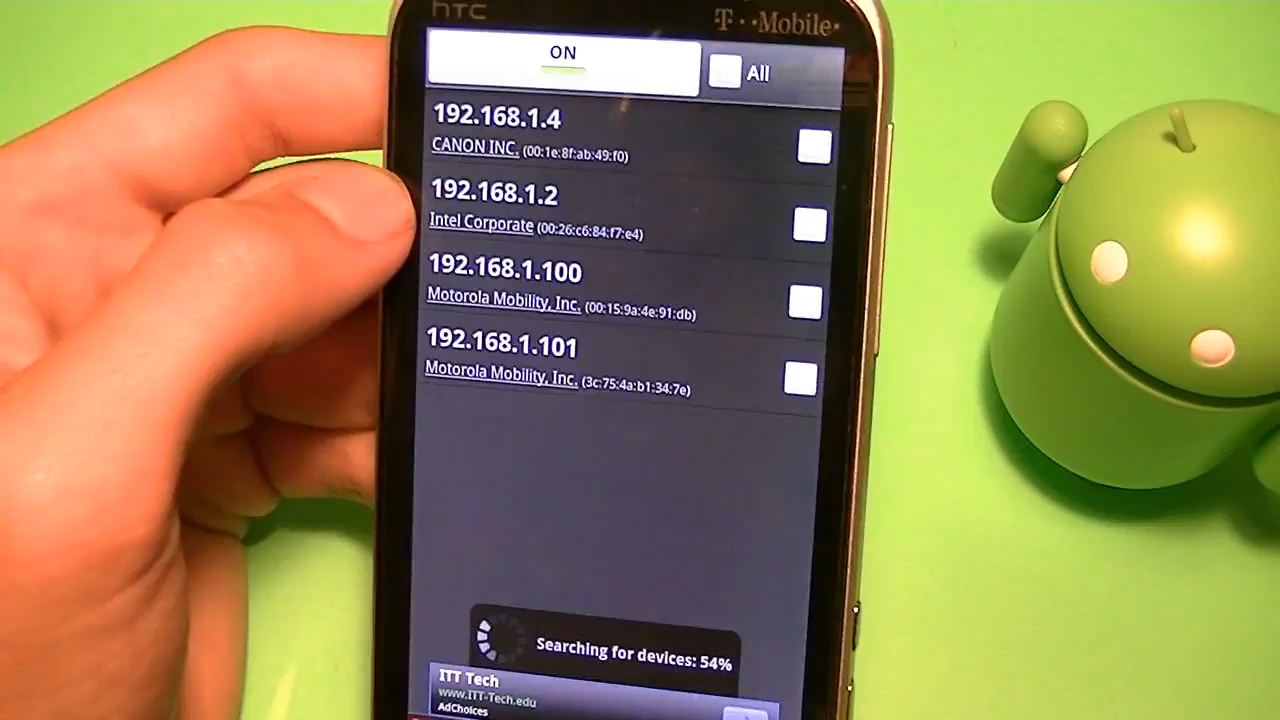 hTC
T··Mobile·
ON
All
192.168.1.4
CANON INC. (00:1e:8f:ab:49:f0)
192.168.1.2
Intel Corporate (00:26:c6:84:f7:e4)
192.168.1.100
Motorola Mobility, Inc. (00:15:9a:4e:91:db)
192.168.1.101
Motorola Mobility, Inc. (3c:75:4a:b1:34:7e)
Searching for devices: 54%
ITT Tech
www.ITT-Tech.edu
AdChoices